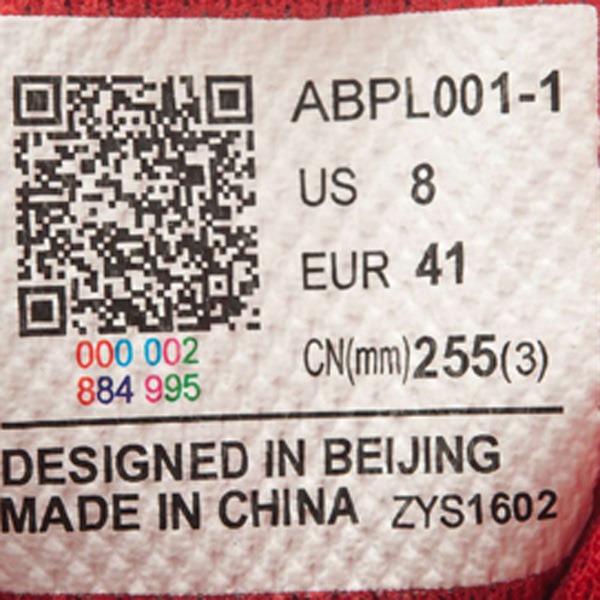 ABPL001-1
US 8
EUR 41
CN(mm)255(3)
000 002
884 995
DESIGNED IN BEIJING
MADE IN CHINA ZYS1602